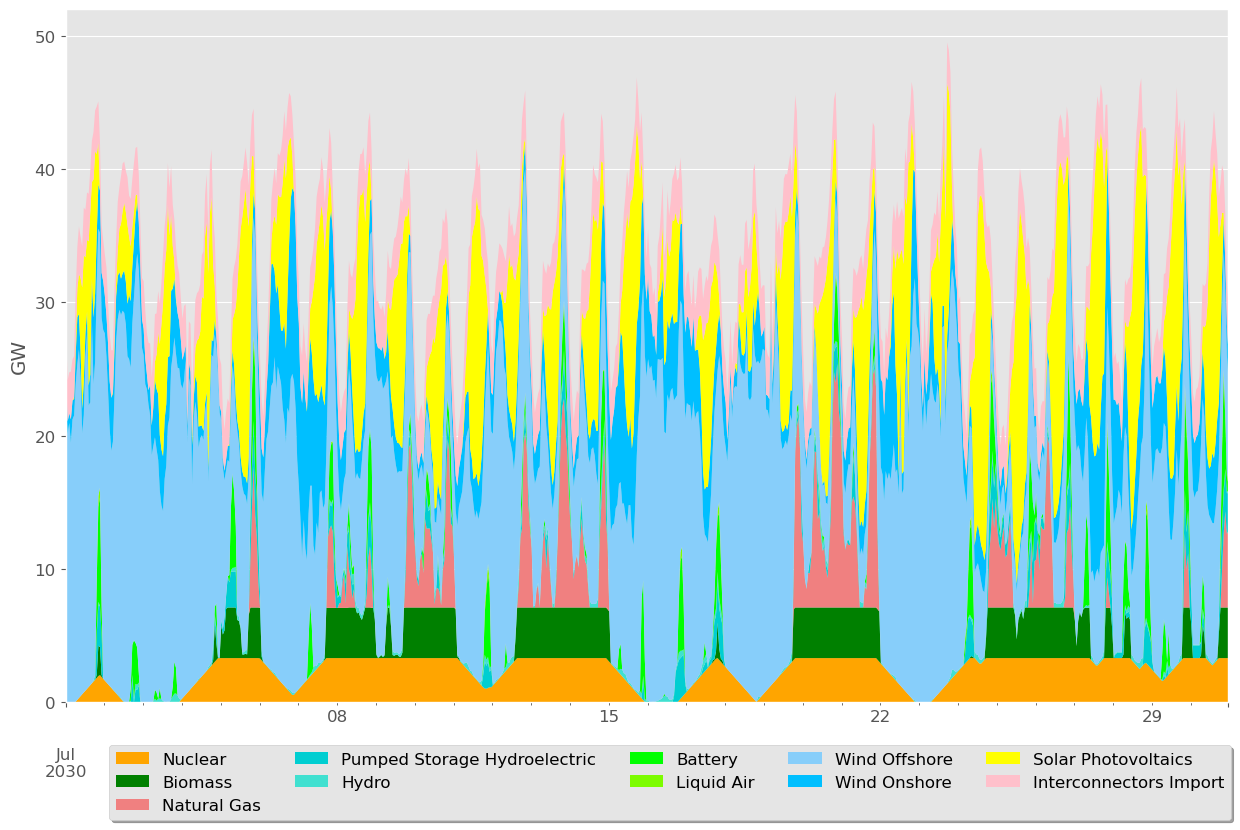 50
40
GW
30
20
10
0
08 15 22 29
Jul
2030
Nuclear Pumped Storage Hydroelectric Battery Wind Offshore Solar Photovoltaics
Biomass Hydro Liquid Air Wind Onshore Interconnectors Import
Natural Gas